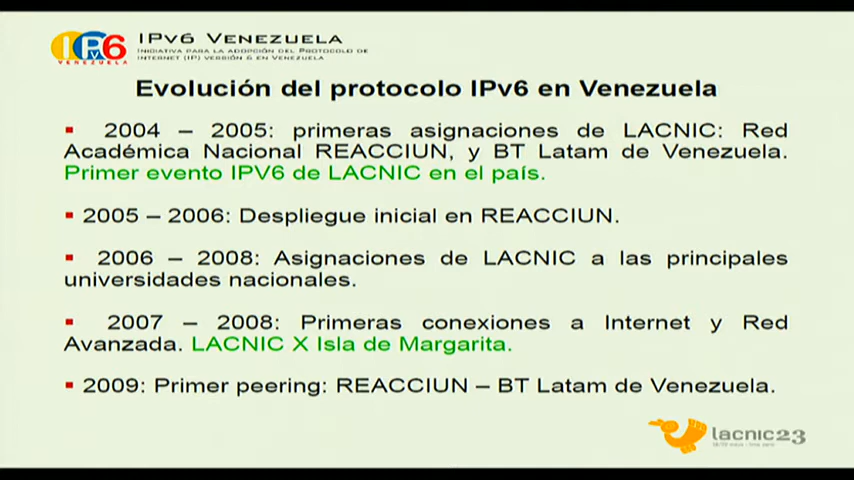 IPv6
VENEZUELA
IPv6 Venezuela
Iniciativa para la adopción del Protocolo de
Internet (IP) versión 6 en Venezuela
Evolución del protocolo IPv6 en Venezuela
▪ 2004 – 2005: primeras asignaciones de LACNIC: Red
Académica Nacional REACCIUN, y BT Latam de Venezuela.
Primer evento IPV6 de LACNIC en el país.
▪ 2005 – 2006: Despliegue inicial en REACCIUN.
▪ 2006 – 2008: Asignaciones de LACNIC a las principales
universidades nacionales.
▪ 2007 – 2008: Primeras conexiones a Internet y Red
Avanzada. LACNIC X Isla de Margarita.
▪ 2009: Primer peering: REACCIUN – BT Latam de Venezuela.
lacnic23